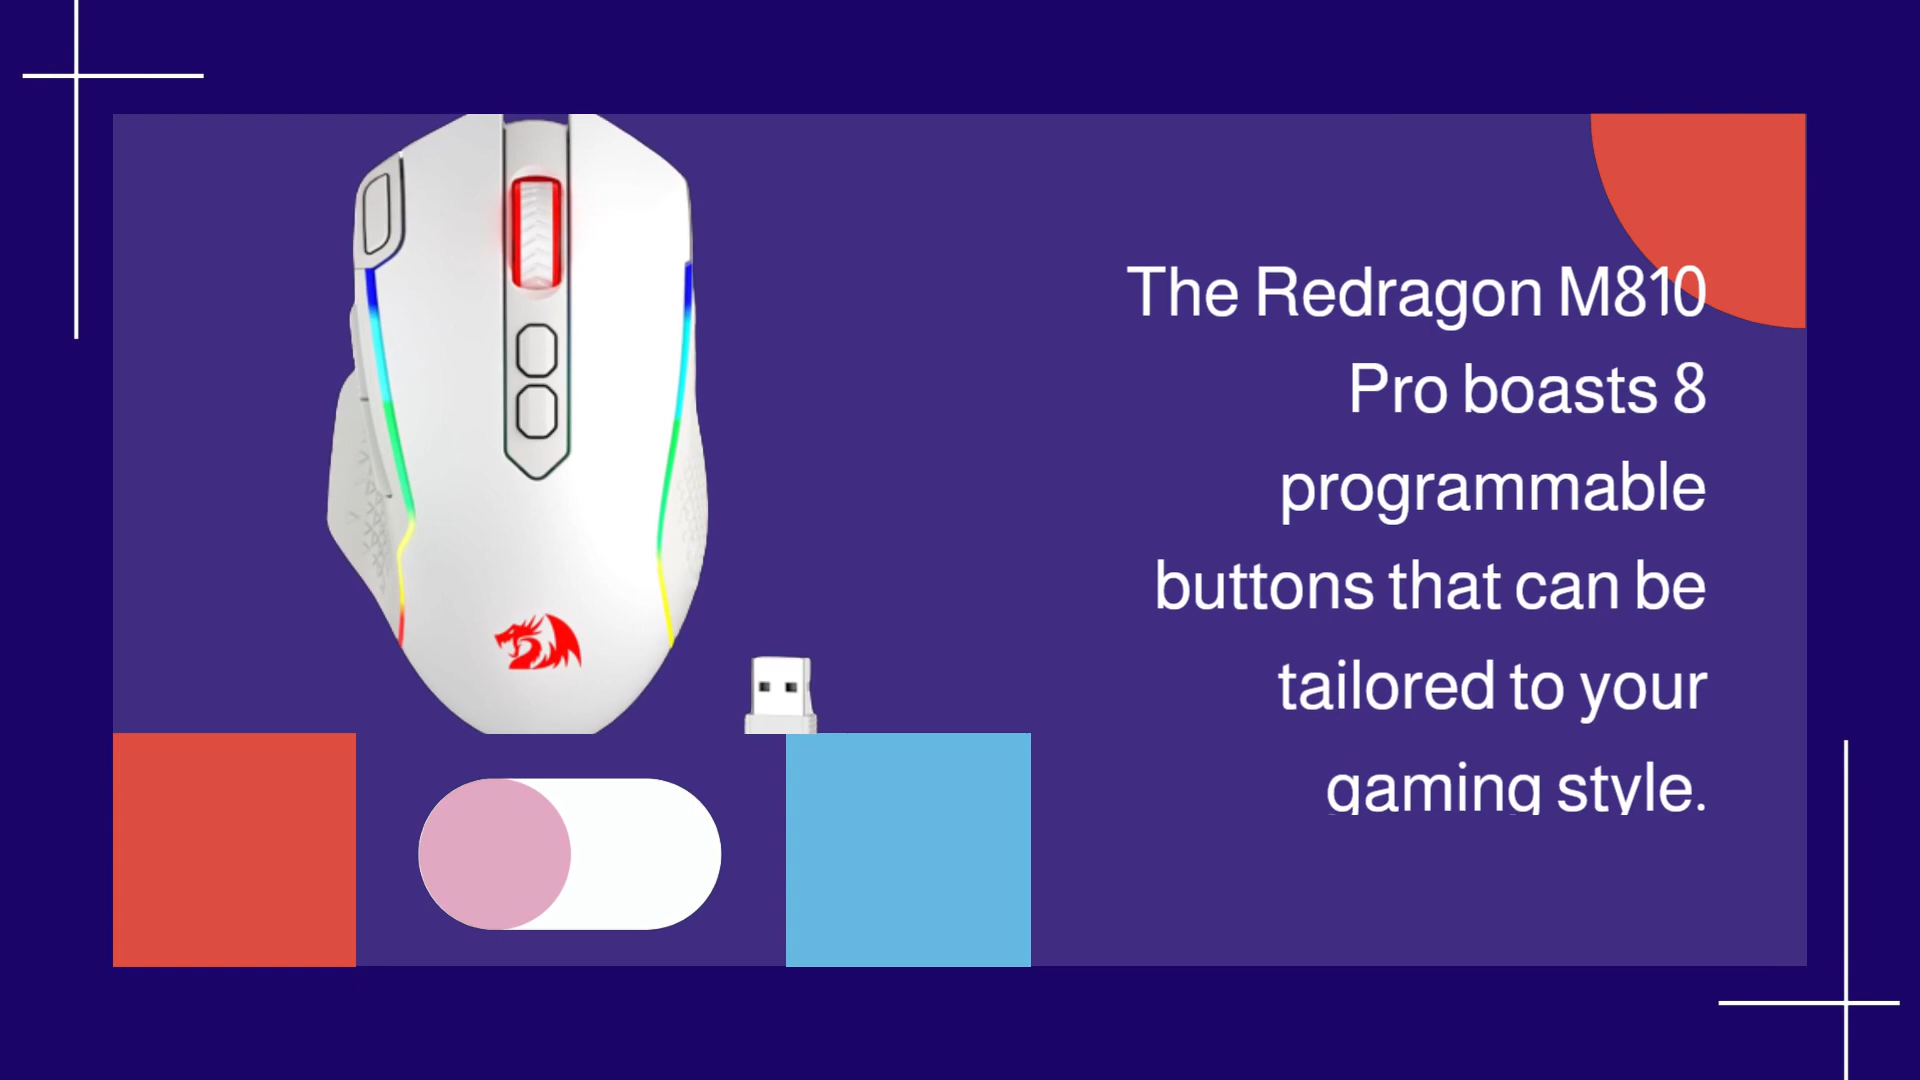 The Redragon M810
Pro boasts 8
programmable
buttons that can be
tailored to your
gaming style.